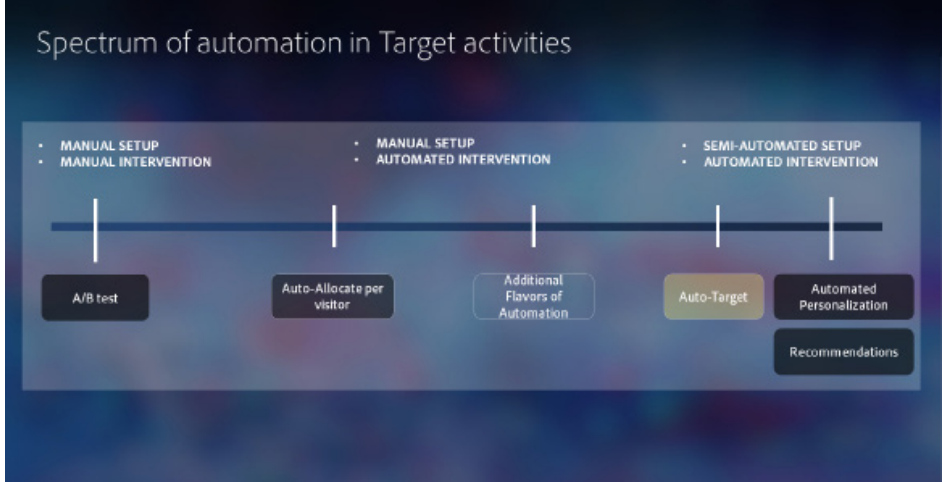 Spectrum of automation in Target activities
• MANUAL SETUP
• MANUAL INTERVENTION
• MANUAL SETUP
• AUTOMATED INTERVENTION
• SEMI-AUTOMATED SETUP
• AUTOMATED INTERVENTION
A/B test
Auto-Allocate per
visitor
Additional
Flavors of
Automation
Auto-Target
Automated
Personalization
Recommendations